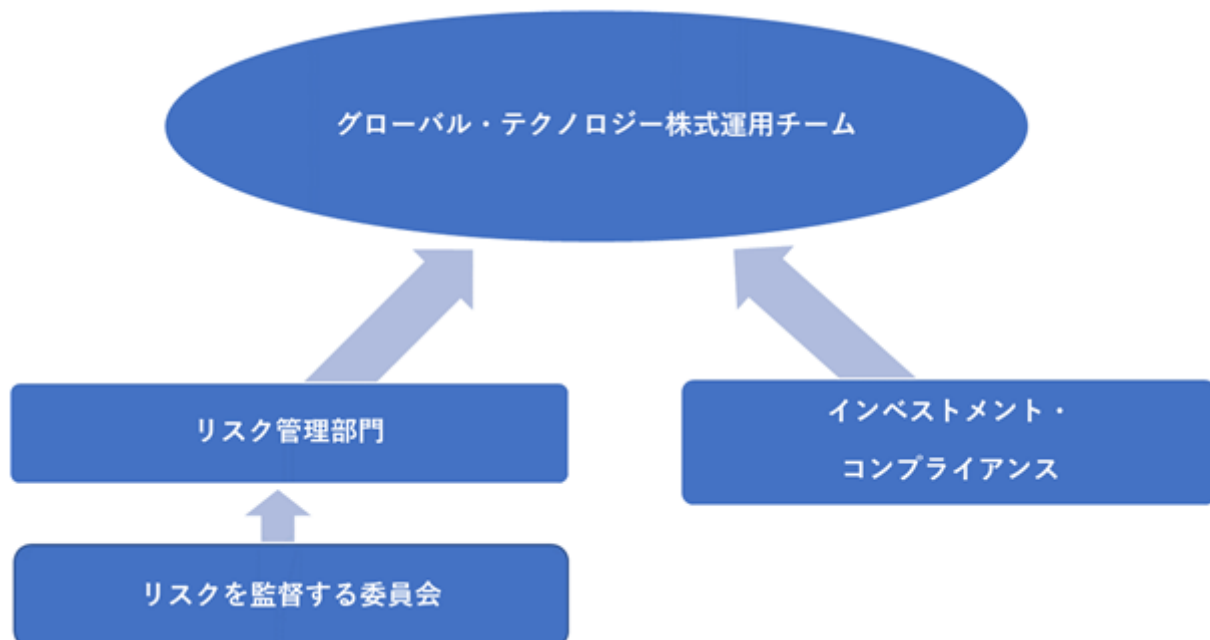 グローバル・テクノロジー株式運用チーム
リスク管理部門
インベストメント・
コンプライアンス
リスクを監督する委員会